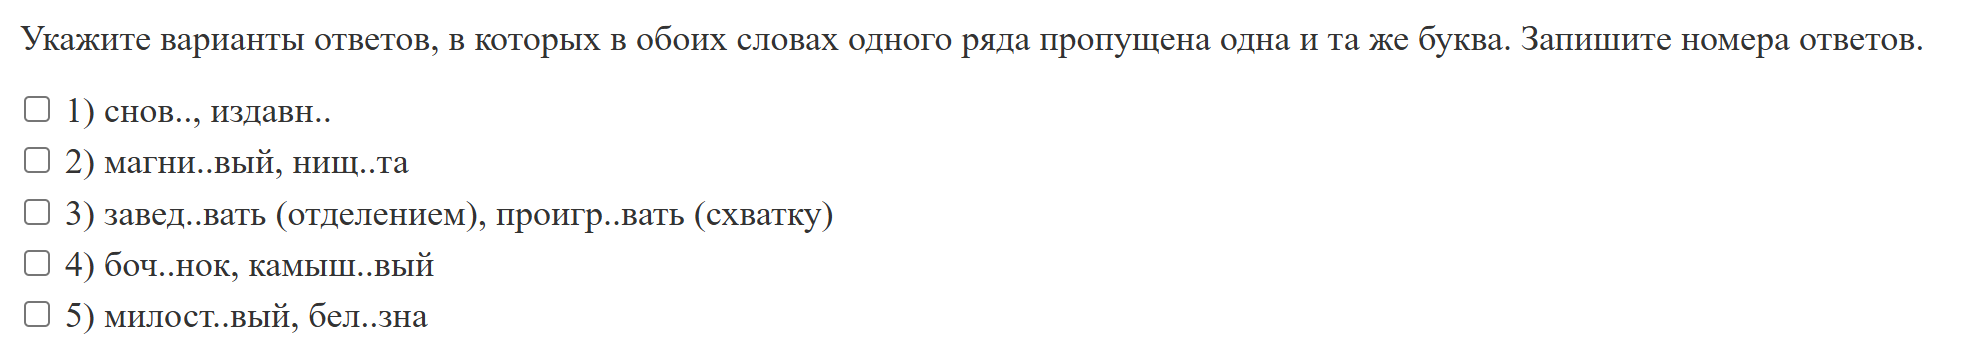 Укажите варианты ответов, в которых в обоих словах одного ряда пропущена одна и та же буква. Запишите номера ответов.
1) снов.., издавн..
2) магни..вый, нищ..та
3) завед..вать (отделением), проигр..вать (схватку)
4) боч..нок, камыш..вый
5) милост..вый, бел..зна